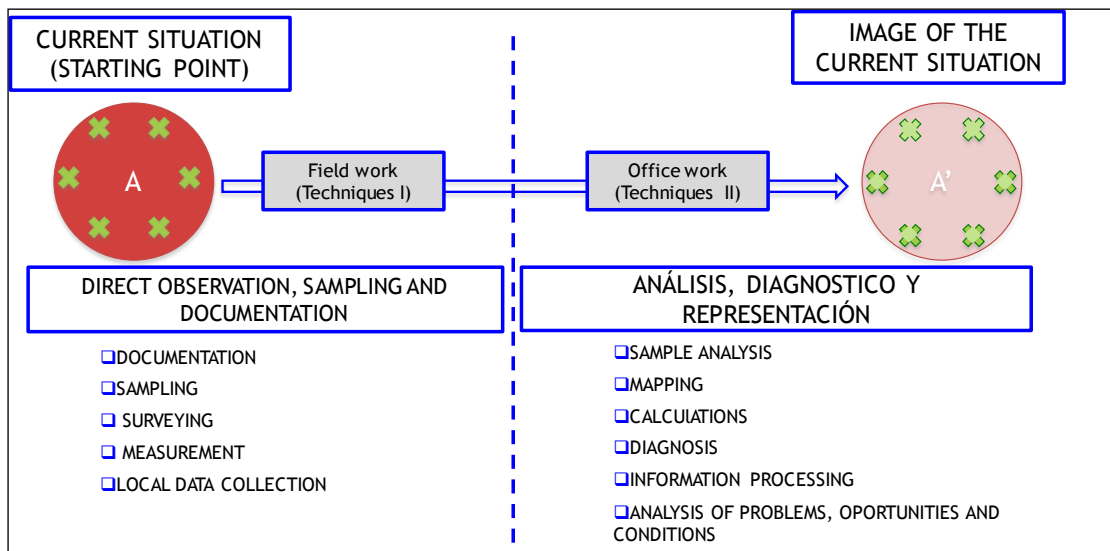 CURRENT SITUATION
(STARTING POINT)
IMAGE OF THE
CURRENT SITUATION
A
Field work
(Techniques I)
Office work
(Techniques II)
A’
DIRECT OBSERVATION, SAMPLING AND
DOCUMENTATION
❑DOCUMENTATION
❑SAMPLING
❑ SURVEYING
❑ MEASUREMENT
❑LOCAL DATA COLLECTION
ANÁLISIS, DIAGNOSTICO Y
REPRESENTACIÓN
❑SAMPLE ANALYSIS
❑MAPPING
❑CALCULATIONS
❑DIAGNOSIS
❑INFORMATION PROCESSING
❑ANALYSIS OF PROBLEMS, OPORTUNITIES AND
CONDITIONS